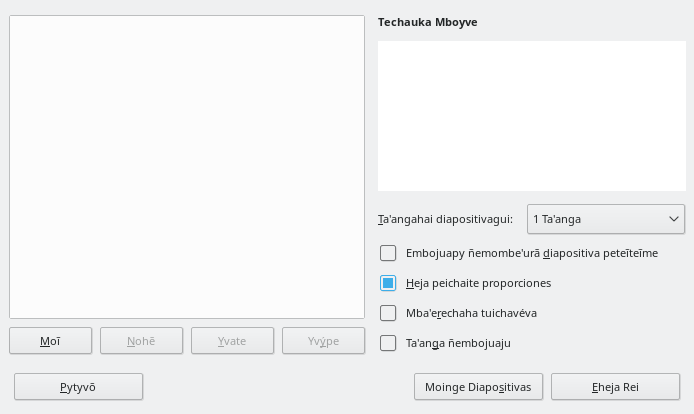 Techauka Mboyve
Ta'angahai diapositivagui:
1 Ta'anga
Embojuapy ñemombe'urã diapositiva peteĩteĩme
Heja peichaite proporciones
Mba'erechaha tuichavéva
Ta'anga ñembojuaju
Moĩ
Nohẽ
Yvate
Yvýpe
Pytyvõ
Moinge Diapositivas
Eheja Rei